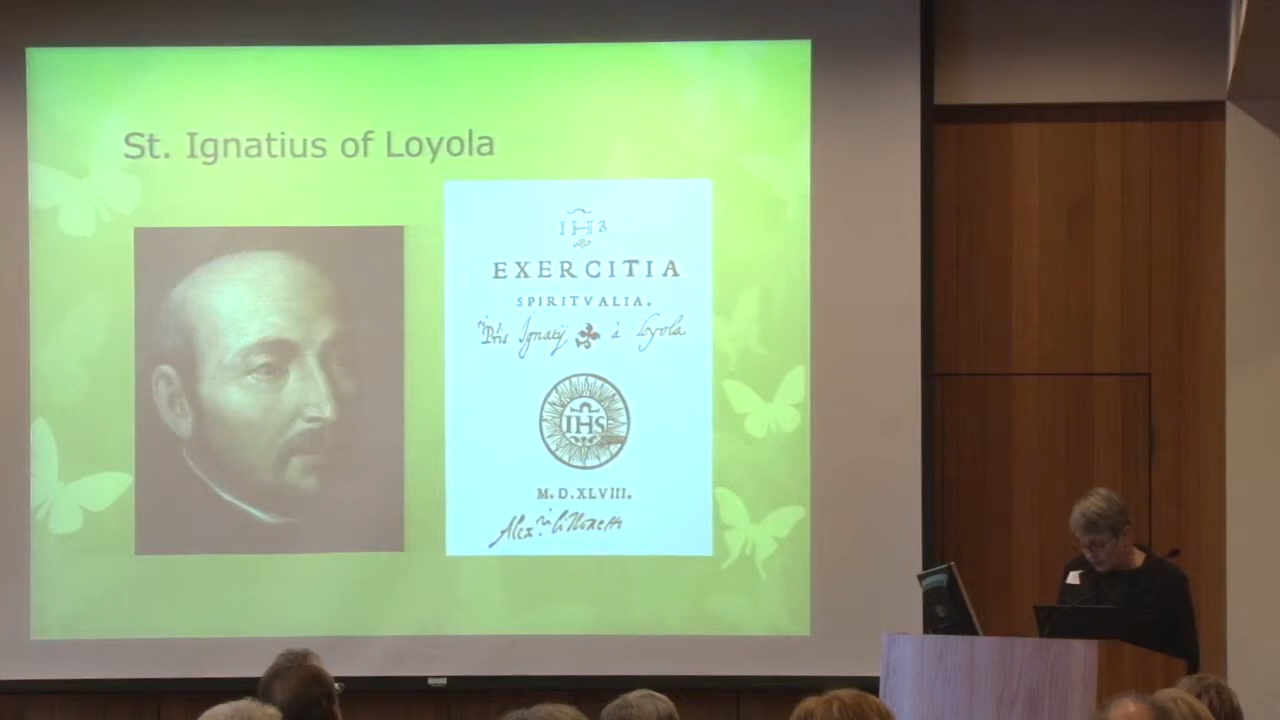 St. Ignatius of Loyola
IHS
EXERCITIA
SPIRITVALIA.
Pris Ignatij à Loyola
IHS
M. D. XLVIII.